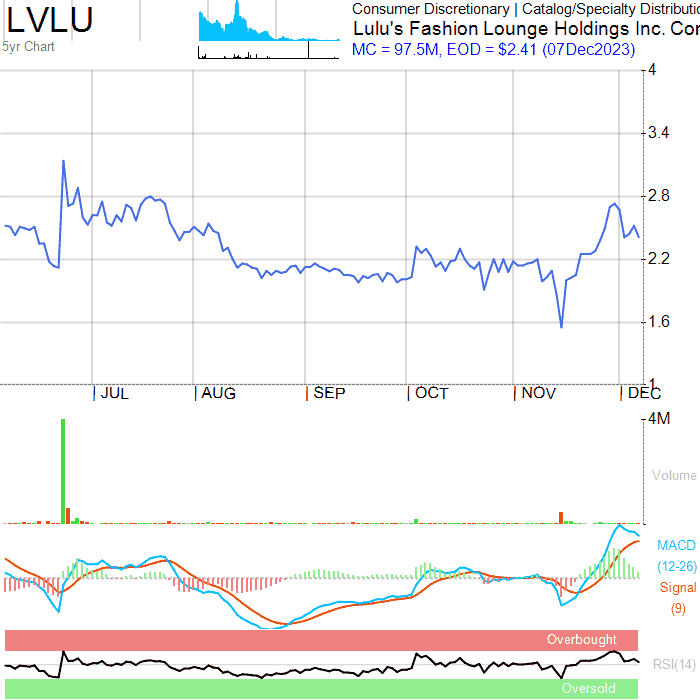 LVLU
5yr Chart
Consumer Discretionary | Catalog/Specialty Distributio
Lulu's Fashion Lounge Holdings Inc. Cor
MC = 97.5M, EOD = $2.41 (07Dec2023)
4
3.4
2.8
2.2
1.6
1
JUL AUG SEP OCT NOV DEC
4M
Volume
MACD
(12-26)
Signal
(9)
Overbought
RSI(14)
Oversold